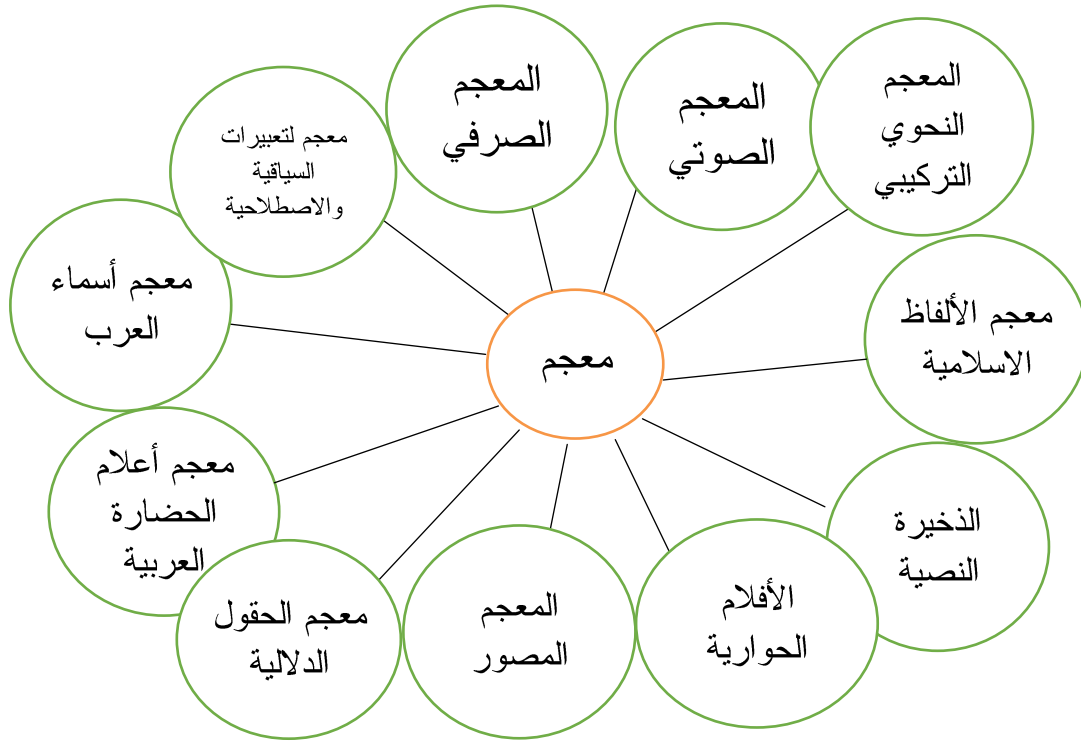 المعجم
الصرفي
المعجم
الصوتي
المعجم
النحوي
التركيبي
معجم لتعبيرات
السياقية
والاصطلاحية
معجم أسماء
العرب
معجم الألفاظ
الاسلامية
معجم
معجم أعلام
الحضارة
العربية
الذخيرة
النصية
معجم الحقول
الدلالية
المعجم
المصور
الأفلام
الحوارية